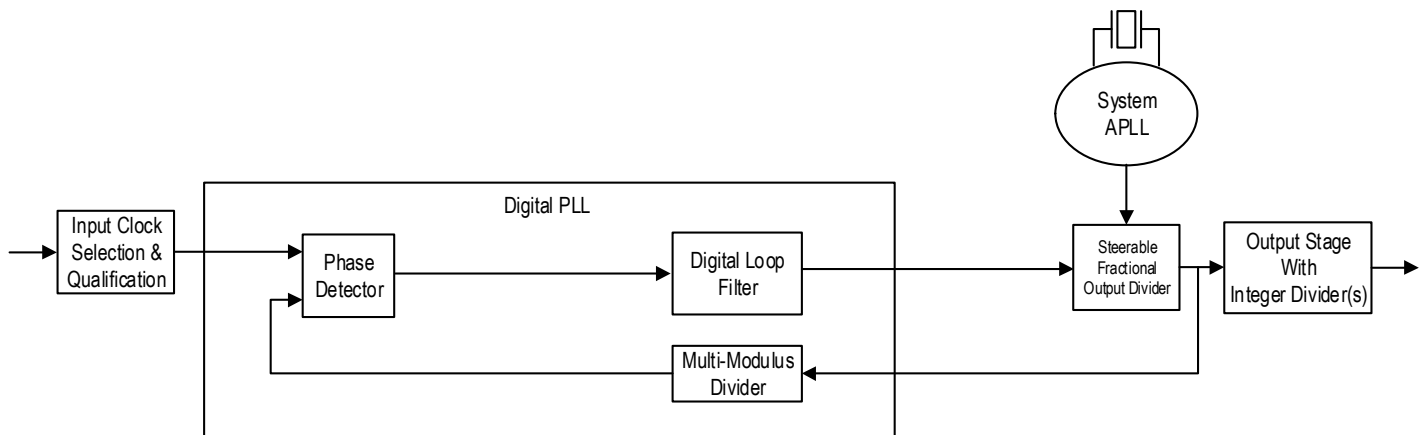 System
APLL
Digital PLL
Input Clock
Selection &
Qualification
Phase
Detector
Digital Loop
Filter
Steerable
Fractional
Output Divider
Output Stage
With
Integer Divider(s)
Multi-Modulus
Divider